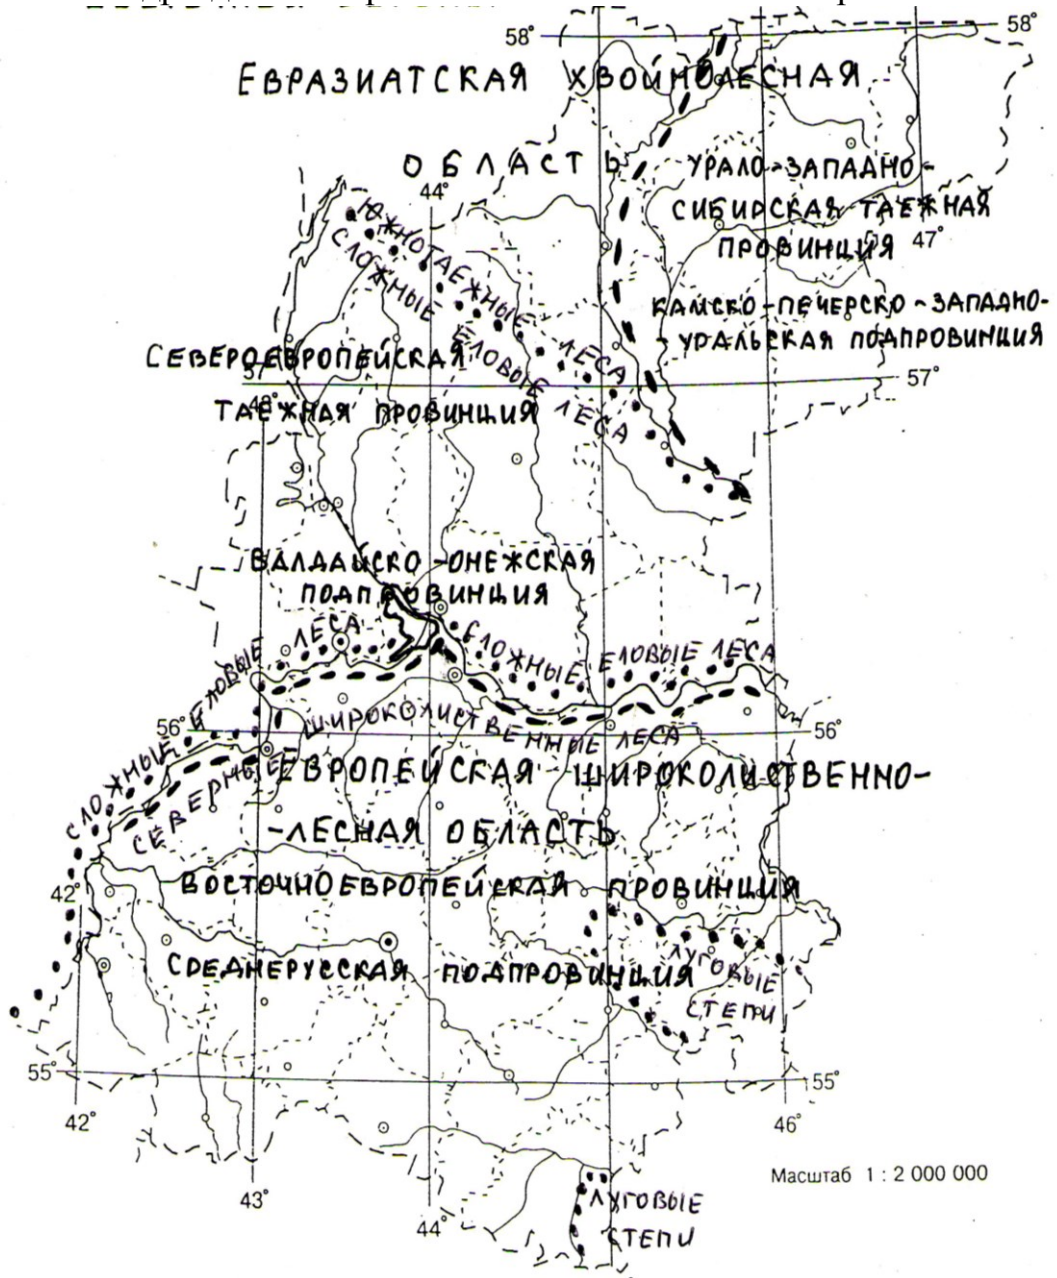 58°
58°
ЕВРАЗИАТСКАЯ ХВОЙНОЛЕСНАЯ
ОБЛАСТЬ
УРАЛО-ЗАПАДНО-
СИБИРСКАЯ ТАЕЖНАЯ
ПРОВИНЦИЯ
44°
47°
ЮЖНОТАЕЖНЫЕ ЛЕСА
СЛОЖНЫЕ ЕЛОВЫЕ ЛЕСА
КАМСКО-ПЕЧЕРСКО-ЗАПАДНО-
-УРАЛЬСКАЯ ПОДПРОВИНЦИЯ
СЕВЕРОЕВРОПЕЙСКАЯ
57°
57°
43°
ТАЕЖНАЯ ПРОВИНЦИЯ
ВАЛДАЙСКО-ОНЕЖСКАЯ
ПОДПРОВИНЦИЯ
СЛОЖНЫЕ ЕЛОВЫЕ ЛЕСА
СЛОЖНЫЕ ЕЛОВЫЕ ЛЕСА
56°
56°
СЕВЕРНЫЕ ШИРОКОЛИСТВЕННЫЕ ЛЕСА
ЕВРОПЕЙСКАЯ ШИРОКОЛИСТВЕННО-
-ЛЕСНАЯ ОБЛАСТЬ
42°
ВОСТОЧНОЕВРОПЕЙСКАЯ ПРОВИНЦИЯ
СРЕДНЕРУССКАЯ ПОДПРОВИНЦИЯ
ЛУГОВЫЕ
СТЕПИ
55°
55°
42°
46°
Масштаб 1 : 2 000 000
43°
44°
ЛУГОВЫЕ
СТЕПИ